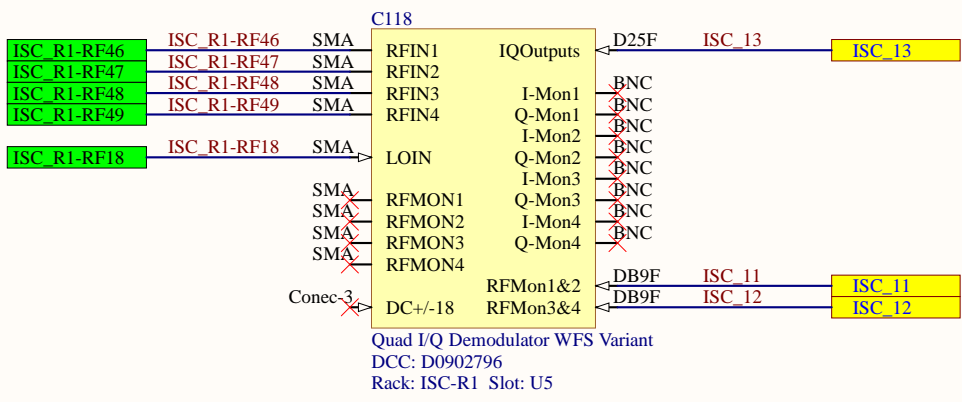 C118
ISC_R1-RF46 ISC_R1-RF46 SMA RFIN1 IQOutputs D25F ISC_13 ISC_13
ISC_R1-RF47 ISC_R1-RF47 SMA RFIN2
ISC_R1-RF48 ISC_R1-RF48 SMA RFIN3 I-Mon1 BNC
ISC_R1-RF49 ISC_R1-RF49 SMA RFIN4 Q-Mon1 BNC
I-Mon2 BNC
ISC_R1-RF18 ISC_R1-RF18 SMA LOIN Q-Mon2 BNC
I-Mon3 BNC
SMA RFMON1 Q-Mon3 BNC
SMA RFMON2 I-Mon4 BNC
SMA RFMON3 Q-Mon4 BNC
SMA RFMON4
RFMon1&2 DB9F ISC_11 ISC_11
Conec-3 DC+/-18 RFMon3&4 DB9F ISC_12 ISC_12
Quad I/Q Demodulator WFS Variant
DCC: D0902796
Rack: ISC-R1 Slot: U5